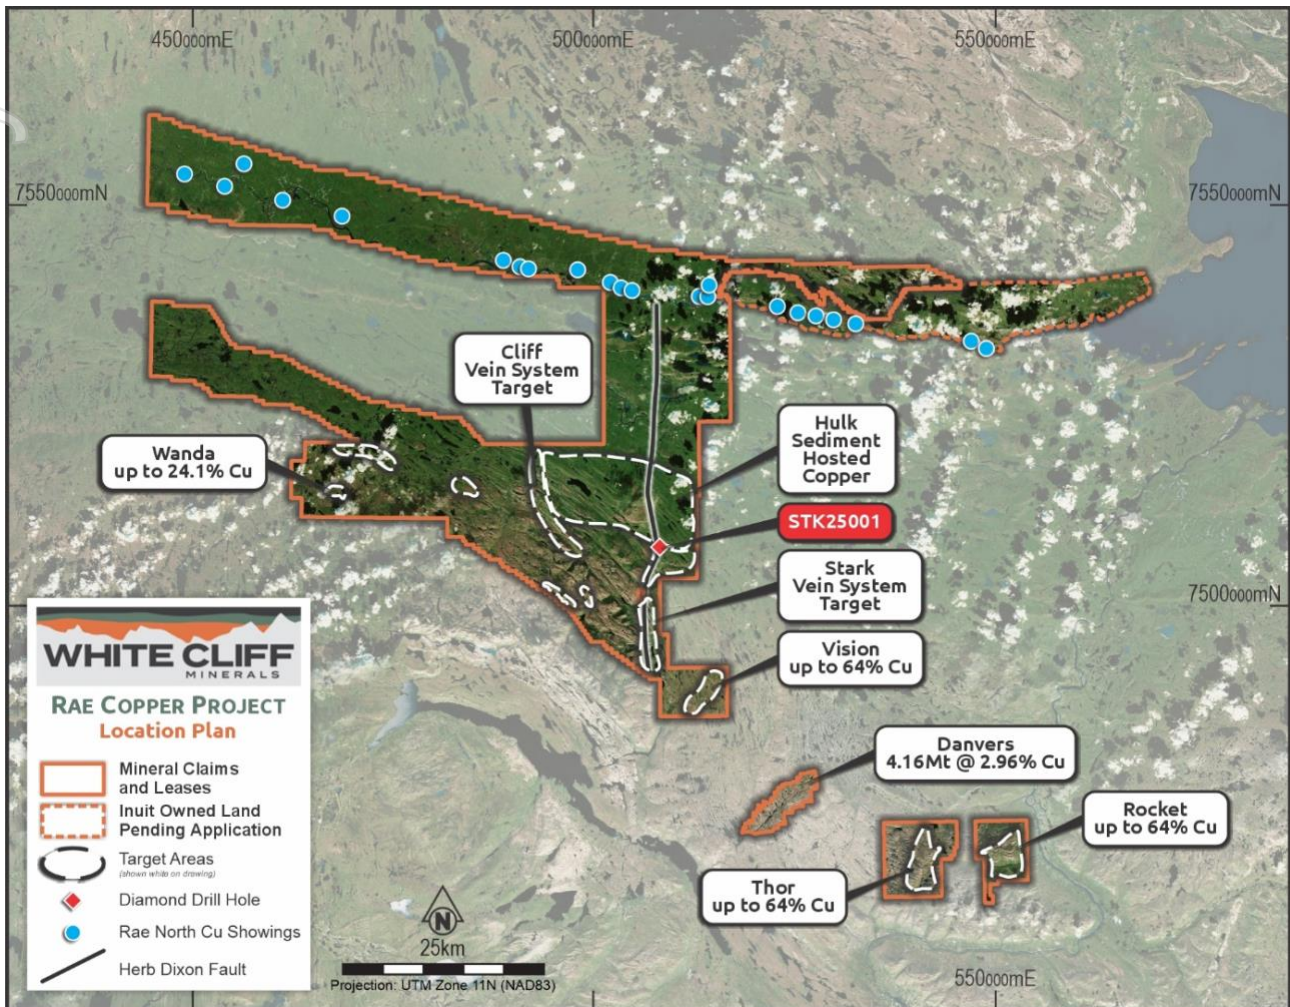 450000mE
500000mE
550000mE
7550000mN
7550000mN
Cliff
Vein System
Target
Wanda
up to 24.1% Cu
Hulk
Sediment
Hosted
Copper
STK25001
Stark
Vein System
Target
7500000mN
Vision
up to 64% Cu
Danvers
4.16Mt @ 2.96% Cu
Rocket
up to 64% Cu
Thor
up to 64% Cu
WHITE CLIFF
MINERALS
RAE COPPER PROJECT
Location Plan
Mineral Claims
and Leases
Inuit Owned Land
Pending Application
Target Areas
(shown white on drawing)
Diamond Drill Hole
Rae North Cu Showings
Herb Dixon Fault
N
25km
Projection: UTM Zone 11N (NAD83)
550000mE